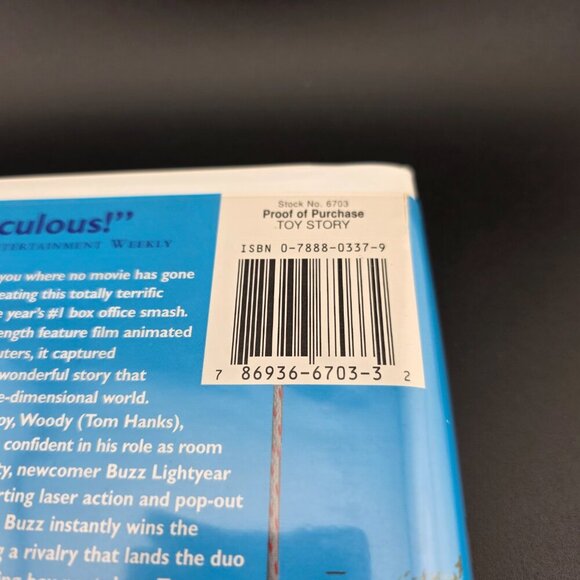 culous!”
ENTERTAINMENT WEEKLY
you where no movie has gone
eating this totally terrific
year's #1 box office smash.
ength feature film animated
uters, it captured
wonderful story that
e-dimensional world.
oy, Woody (Tom Hanks),
confident in his role as room
ty, newcomer Buzz Lightyear
rting laser action and pop-out
Buzz instantly wins the
g a rivalry that lands the duo
Stock No. 6703
Proof of Purchase
TOY STORY
ISBN 0-7888-0337-9
7 86936-6703-3 2